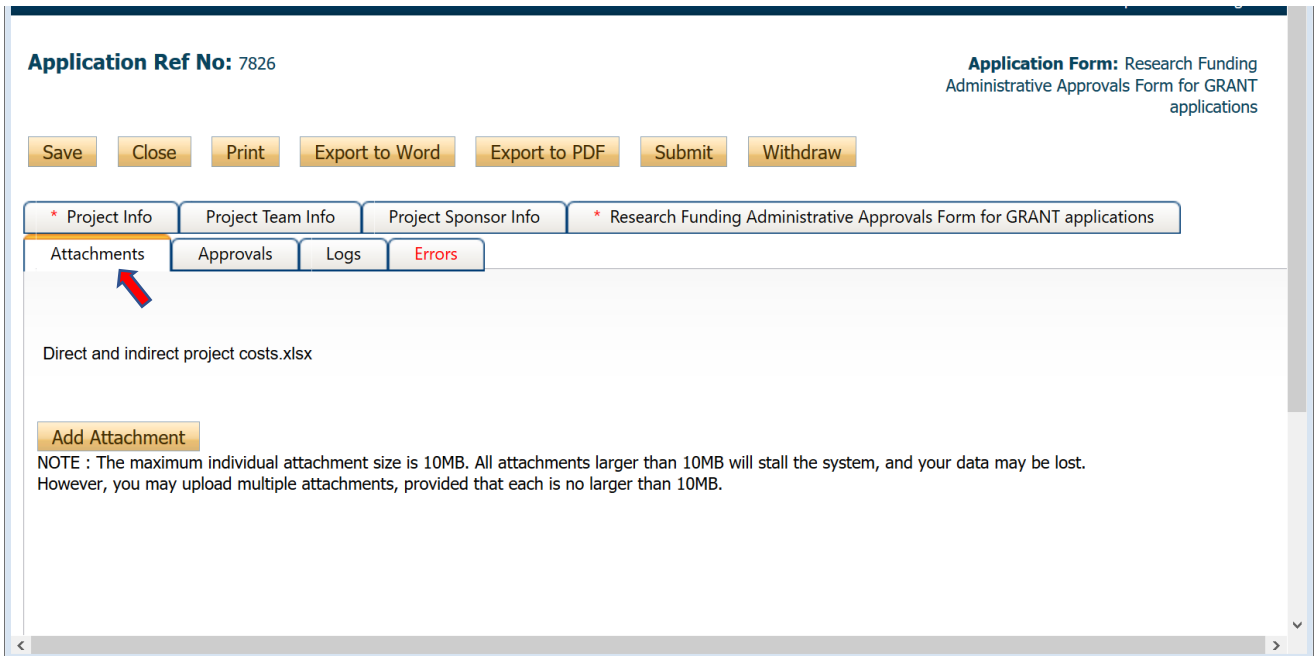 Application Ref No: 7826
Application Form: Research Funding
Administrative Approvals Form for GRANT
applications
Save Close Print Export to Word Export to PDF Submit Withdraw
* Project Info Project Team Info Project Sponsor Info * Research Funding Administrative Approvals Form for GRANT applications
Attachments Approvals Logs Errors
Direct and indirect project costs.xlsx
Add Attachment
NOTE : The maximum individual attachment size is 10MB. All attachments larger than 10MB will stall the system, and your data may be lost.
However, you may upload multiple attachments, provided that each is no larger than 10MB.